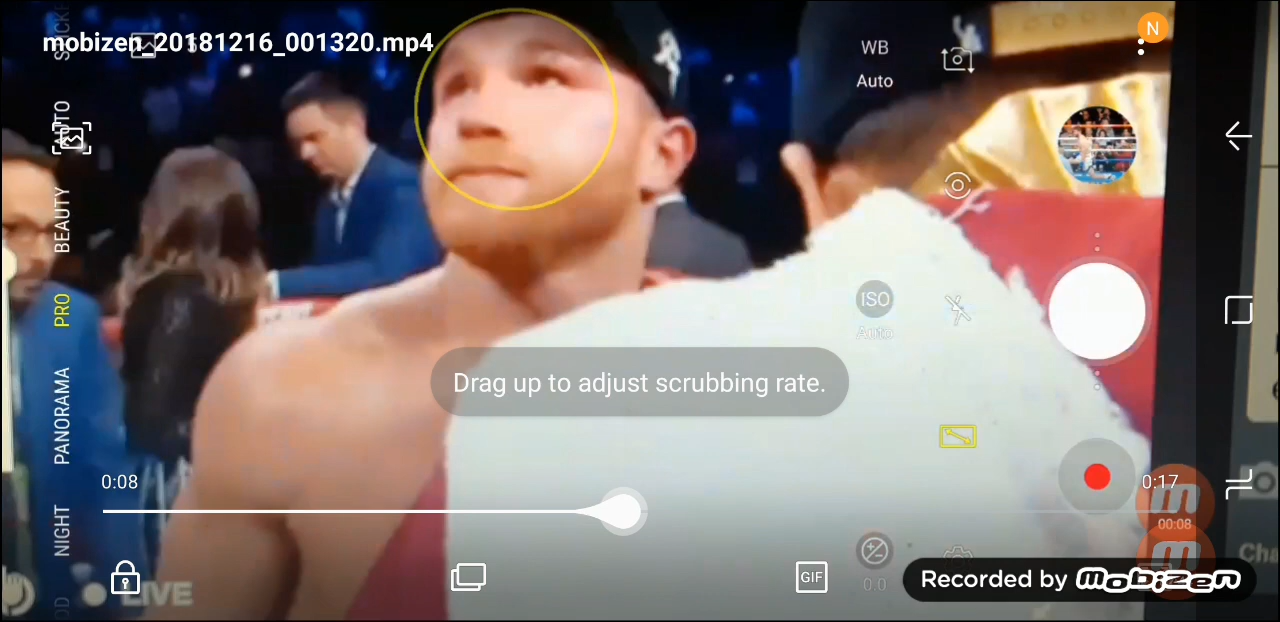 mobizen_20181216_001320.mp4
N
WB
Auto
AUTO
BEAUTY
PRO
PANORAMA
NIGHT
ISO
Auto
Drag up to adjust scrubbing rate.
0:08
0:17
00:08
GIF
0.0
LIVE
Recorded by mobizen